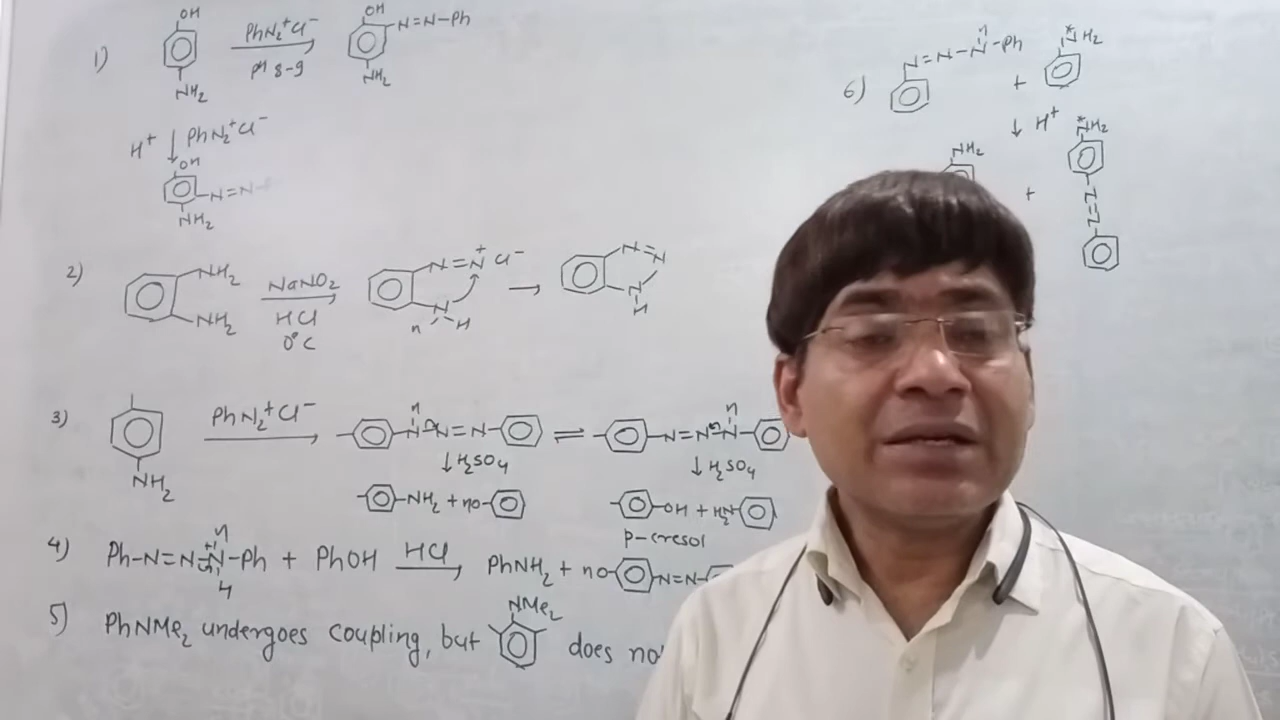 1)
OH
NH2
PhN2+Cl-
pH 8-9
OH
N=N-Ph
NH2
H+ ↓ PhN2+Cl-
OH
N=N
NH2
2)
NH2
NH2
NaNO2
HCl
0°C
N=N+ Cl-
N
H
H
→
N=N
N
H
3)
NH2
PhN2+Cl-
H
N-N=N
⇌
H
N=N-N
↓ H2SO4
↓ H2SO4
NH2 + HO
OH + H2N
p-cresol
4) Ph-N=N-N-Ph + PhOH HCl → PhNH2 + HO N=N
H
+
H
5) PhNMe2 undergoes coupling, but NMe2 does no
6)
N=N-N-Ph
H
+
*NH2
↓ H+
NH2
+
*NH2
N=N